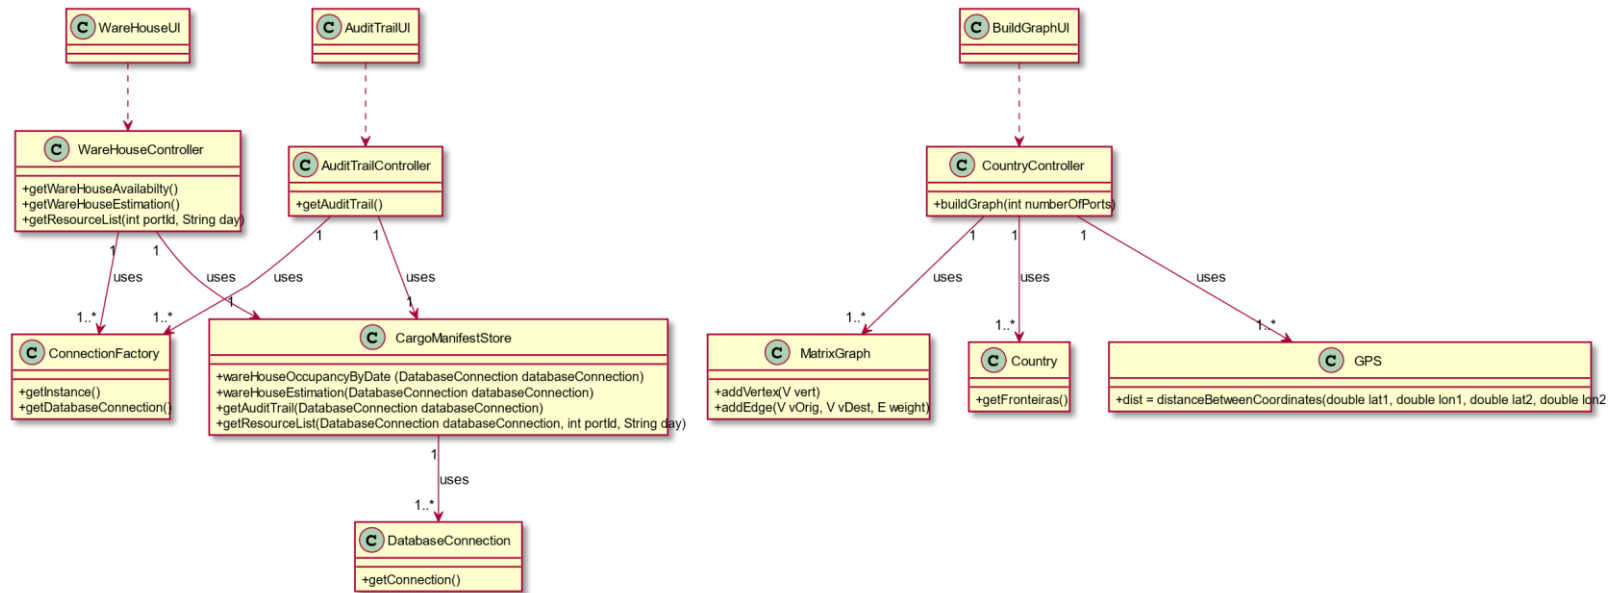 C WareHouseUI
C AuditTrailUI
C BuildGraphUI
C WareHouseController
+getWareHouseAvailabilty()
+getWareHouseEstimation()
+getResourceList(int portId, String day)
C AuditTrailController
+getAuditTrail()
C CountryController
+buildGraph(int numberOfPorts)
1
1
1
1
1
1
1
uses
uses
uses
uses
uses
uses
uses
1..*
1..*
1
1
1..*
1..*
1..*
C ConnectionFactory
+getInstance()
+getDatabaseConnection()
C CargoManifestStore
+wareHouseOccupancyByDate (DatabaseConnection databaseConnection)
+wareHouseEstimation(DatabaseConnection databaseConnection)
+getAuditTrail(DatabaseConnection databaseConnection)
+getResourceList(DatabaseConnection databaseConnection, int portId, String day)
C MatrixGraph
+addVertex(V vert)
+addEdge(V vOrig, V vDest, E weight)
C Country
+getFronteiras()
C GPS
+dist = distanceBetweenCoordinates(double lat1, double lon1, double lat2, double lon2
1
uses
1..*
C DatabaseConnection
+getConnection()